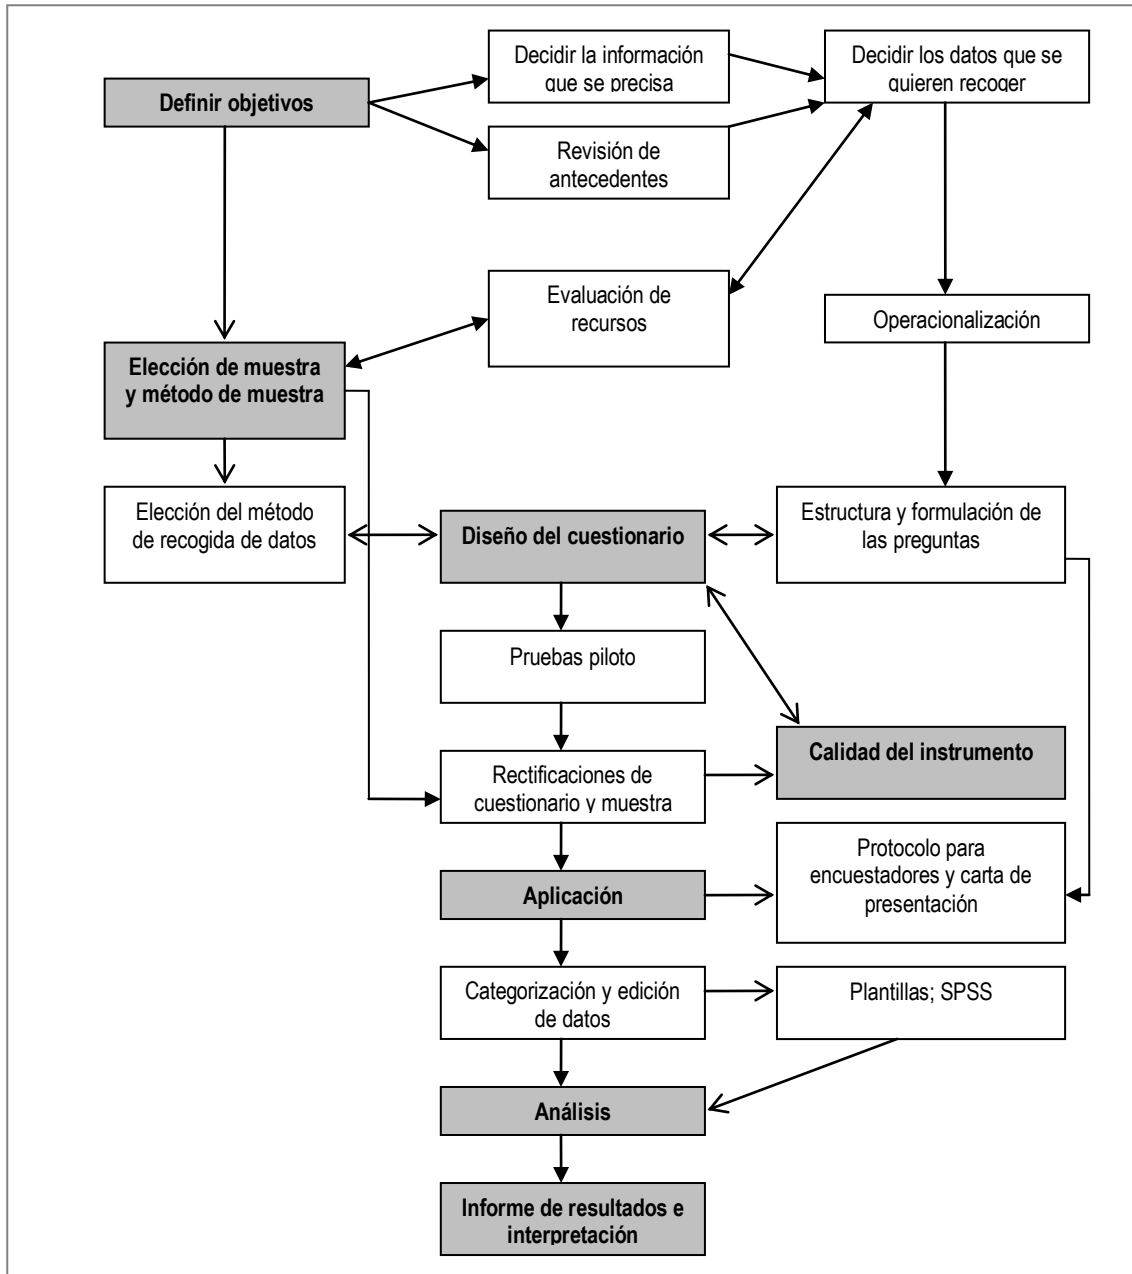 Decidir la información
que se precisa
Decidir los datos que se
quieren recoger
Definir objetivos
Revisión de
antecedentes
Evaluación de
recursos
Operacionalización
Elección de muestra
y método de muestra
Elección del método
de recogida de datos
Diseño del cuestionario
Estructura y formulación de
las preguntas
Pruebas piloto
Rectificaciones de
cuestionario y muestra
Calidad del instrumento
Aplicación
Protocolo para
encuestadores y carta de
presentación
Categorización y edición
de datos
Plantillas; SPSS
Análisis
Informe de resultados e
interpretación